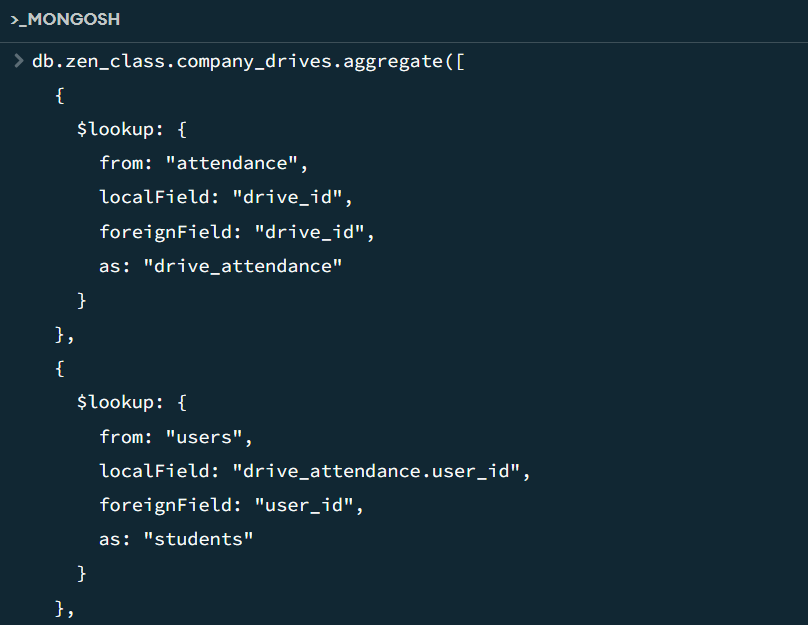 >_MONGOSH
> db.zen_class.company_drives.aggregate([
{
$lookup: {
from: "attendance",
localField: "drive_id",
foreignField: "drive_id",
as: "drive_attendance"
}
},
{
$lookup: {
from: "users",
localField: "drive_attendance.user_id",
foreignField: "user_id",
as: "students"
}
},